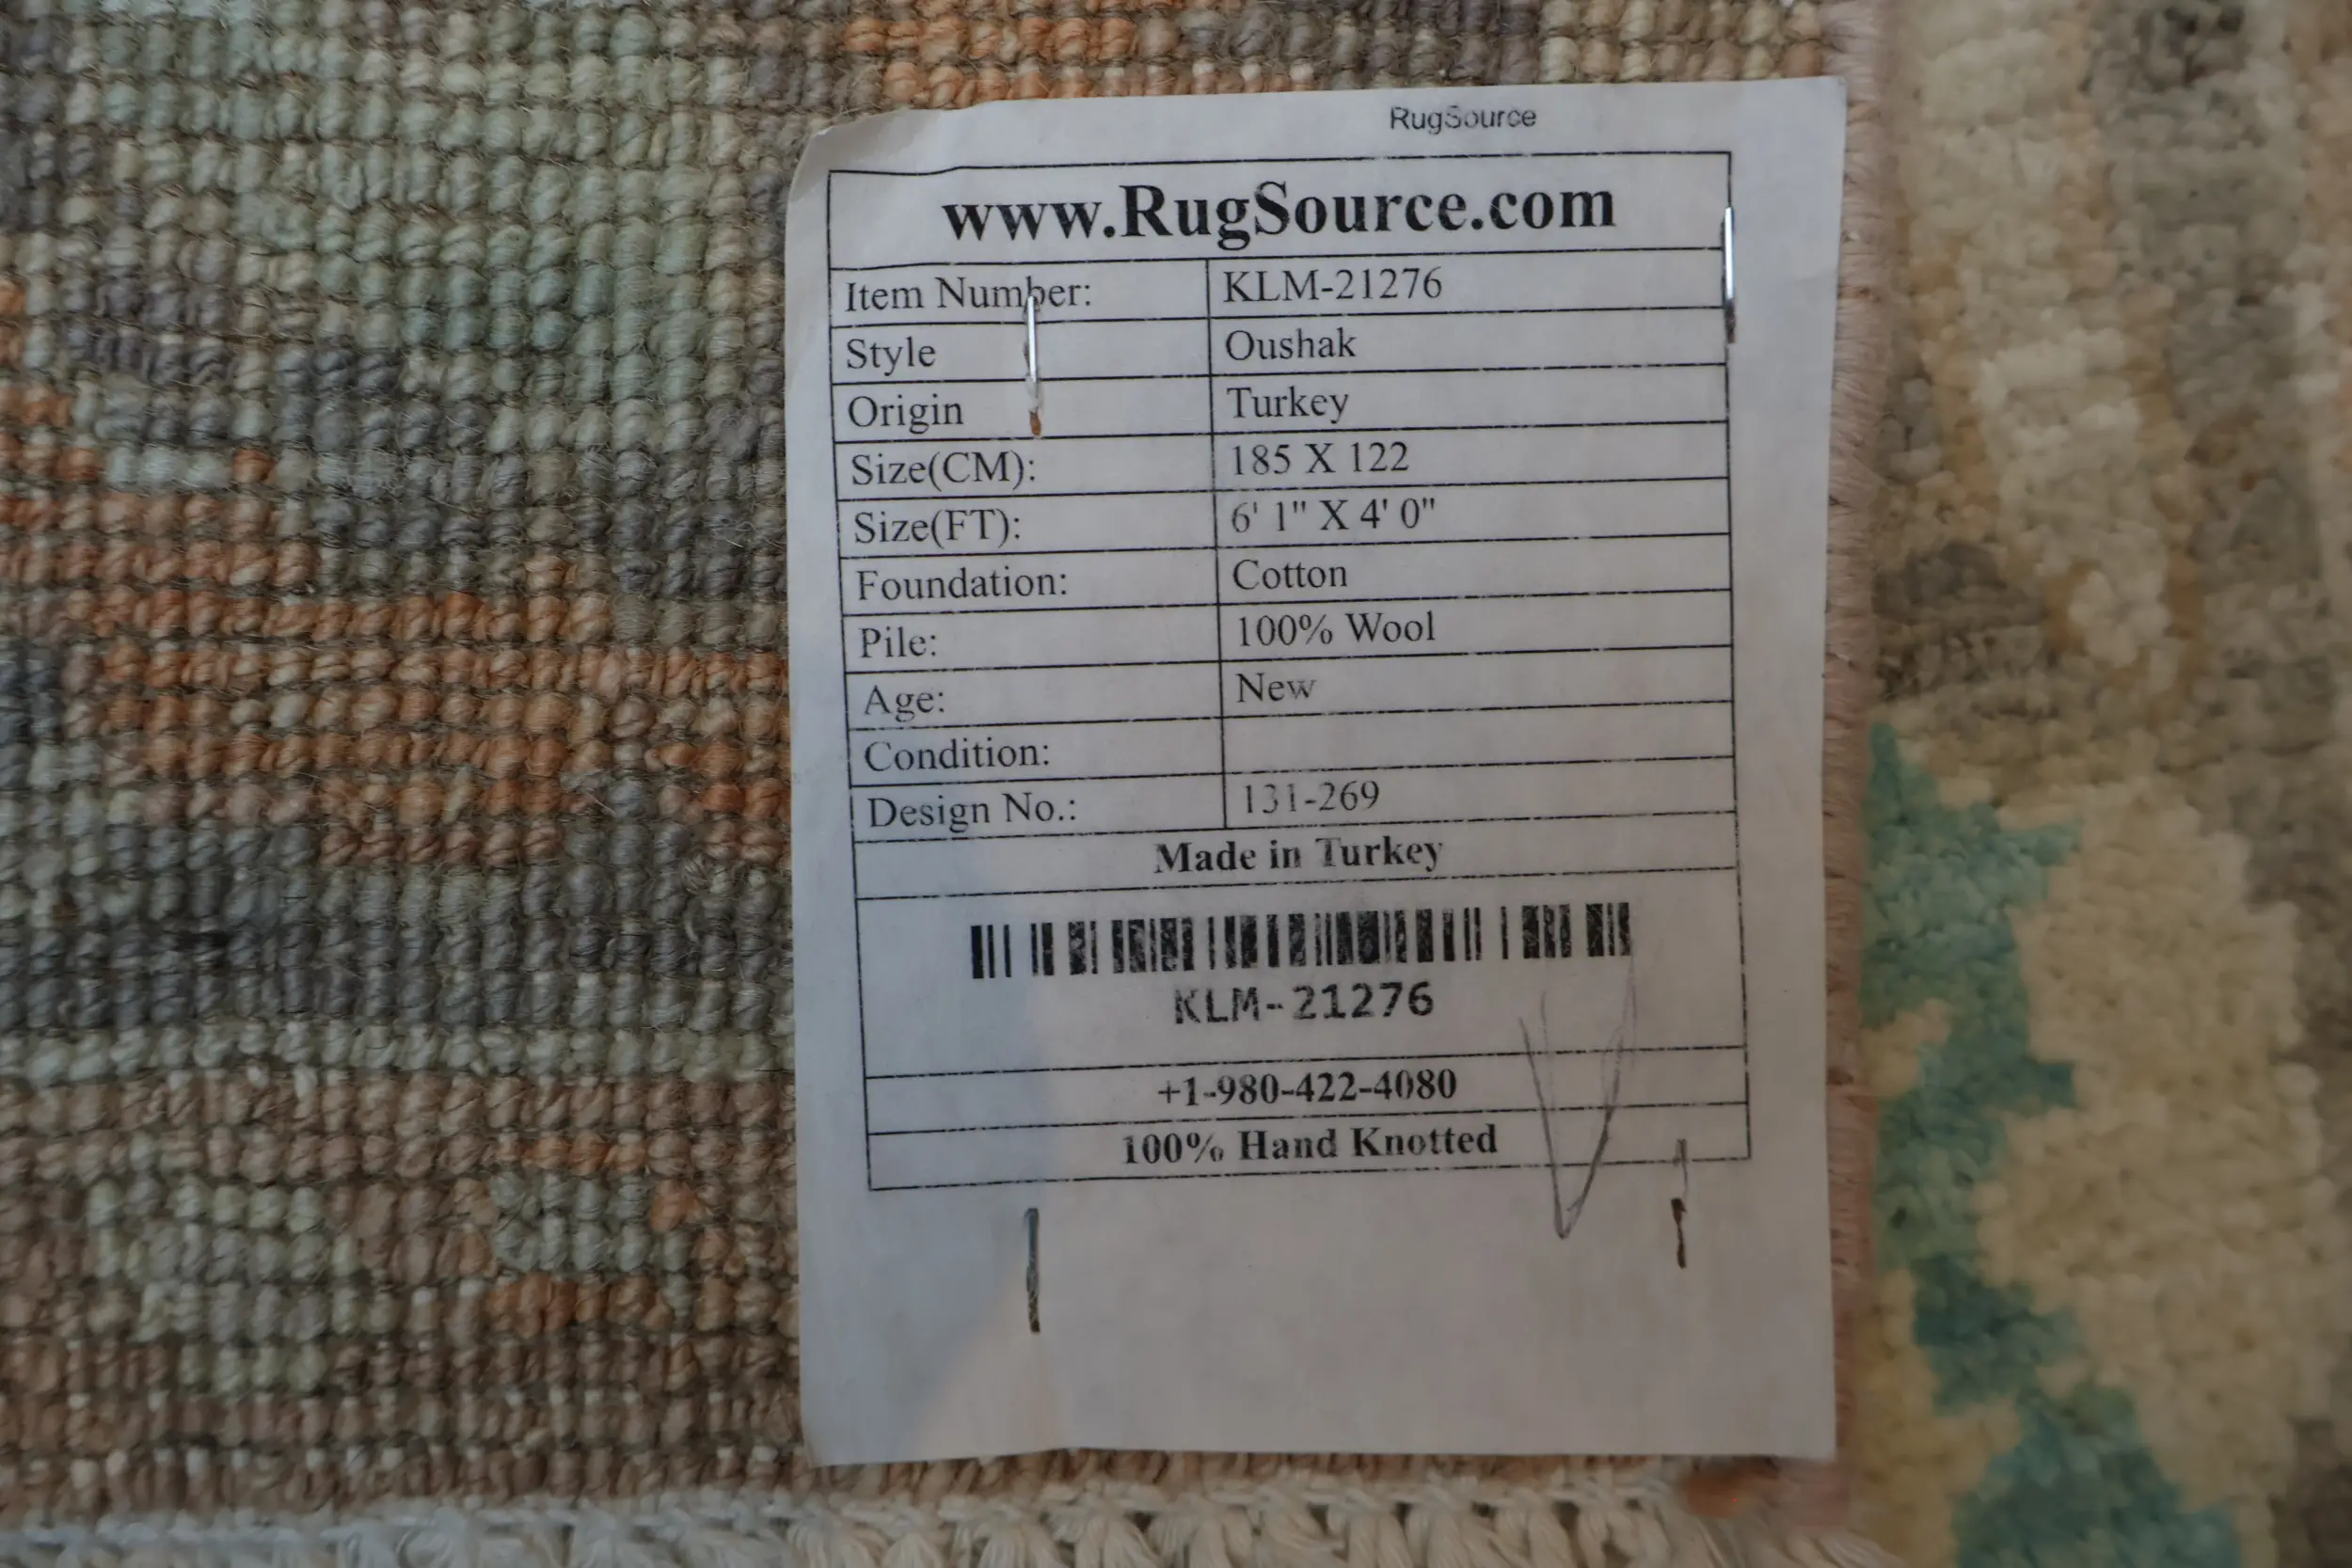 RugSource
www.RugSource.com
Item Number: KLM-21276
Style Oushak
Origin Turkey
Size(CM): 185 X 122
Size(FT): 6' 1" X 4' 0"
Foundation: Cotton
Pile: 100% Wool
Age: New
Condition:
Design No.: 131-269
Made in Turkey
KLM-21276
+1-980-422-4080
100% Hand Knotted